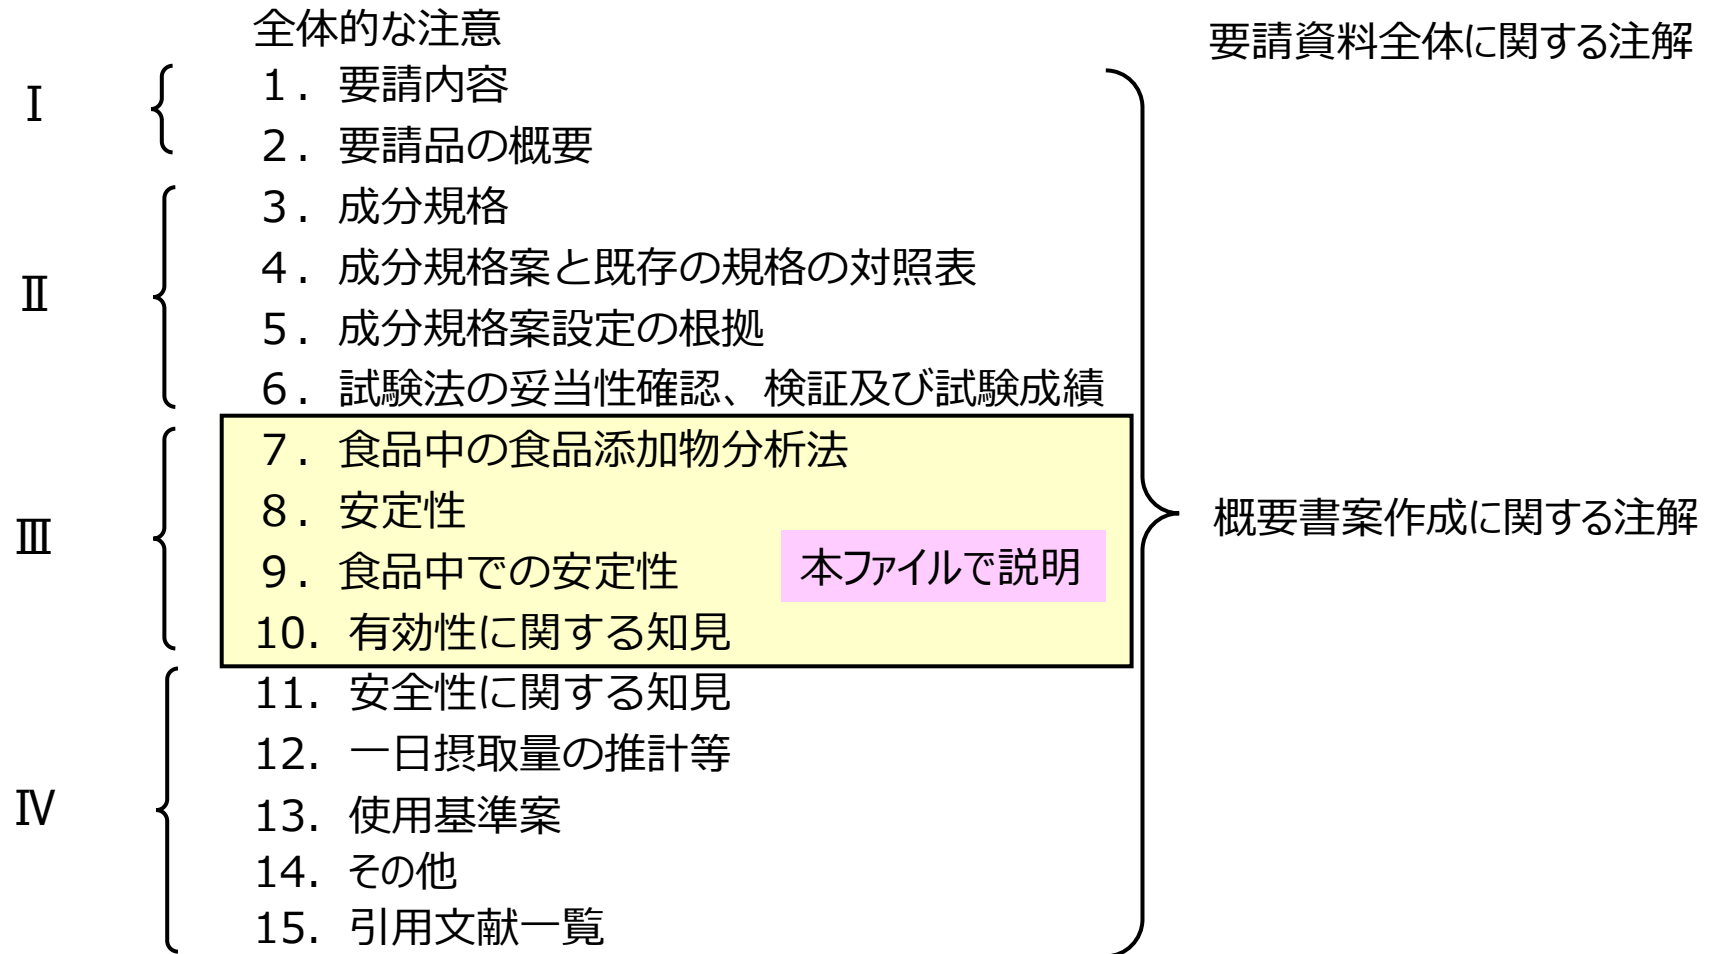 全体的な注意
要請資料全体に関する注解
Ⅰ
1. 要請内容
2. 要請品の概要
Ⅱ
3. 成分規格
4. 成分規格案と既存の規格の対照表
5. 成分規格案設定の根拠
6. 試験法の妥当性確認、検証及び試験成績
Ⅲ
7. 食品中の食品添加物分析法
8. 安定性
9. 食品中での安定性
10. 有効性に関する知見
本ファイルで説明
概要書案作成に関する注解
Ⅳ
11. 安全性に関する知見
12. 一日摂取量の推計等
13. 使用基準案
14. その他
15. 引用文献一覧